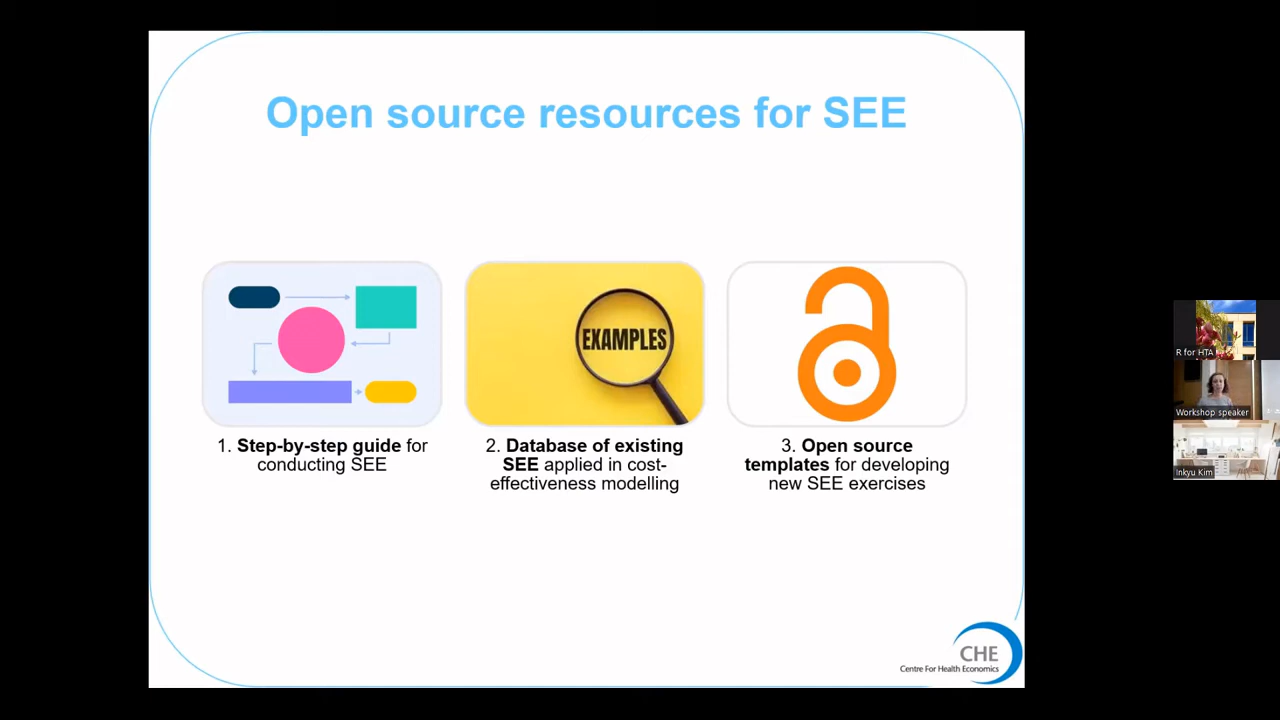 Open source resources for SEE
EXAMPLES
1. Step-by-step guide for
conducting SEE
2. Database of existing
SEE applied in cost-
effectiveness modelling
3. Open source
templates for developing
new SEE exercises
CHE
Centre For Health Economics
R for HTA
Workshop speaker
Inkyu Kim